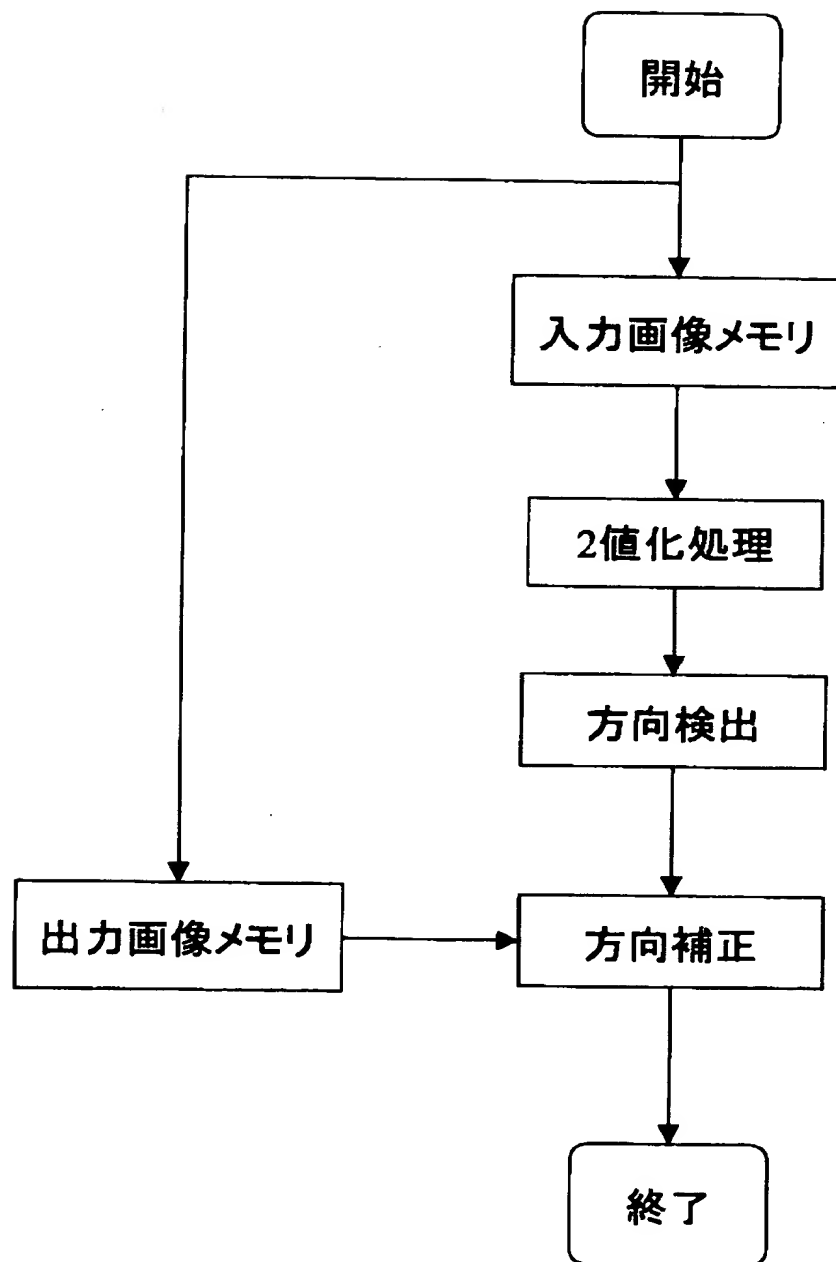 開始
入力画像メモリ
2値化処理
方向検出
出力画像メモリ
方向補正
終了